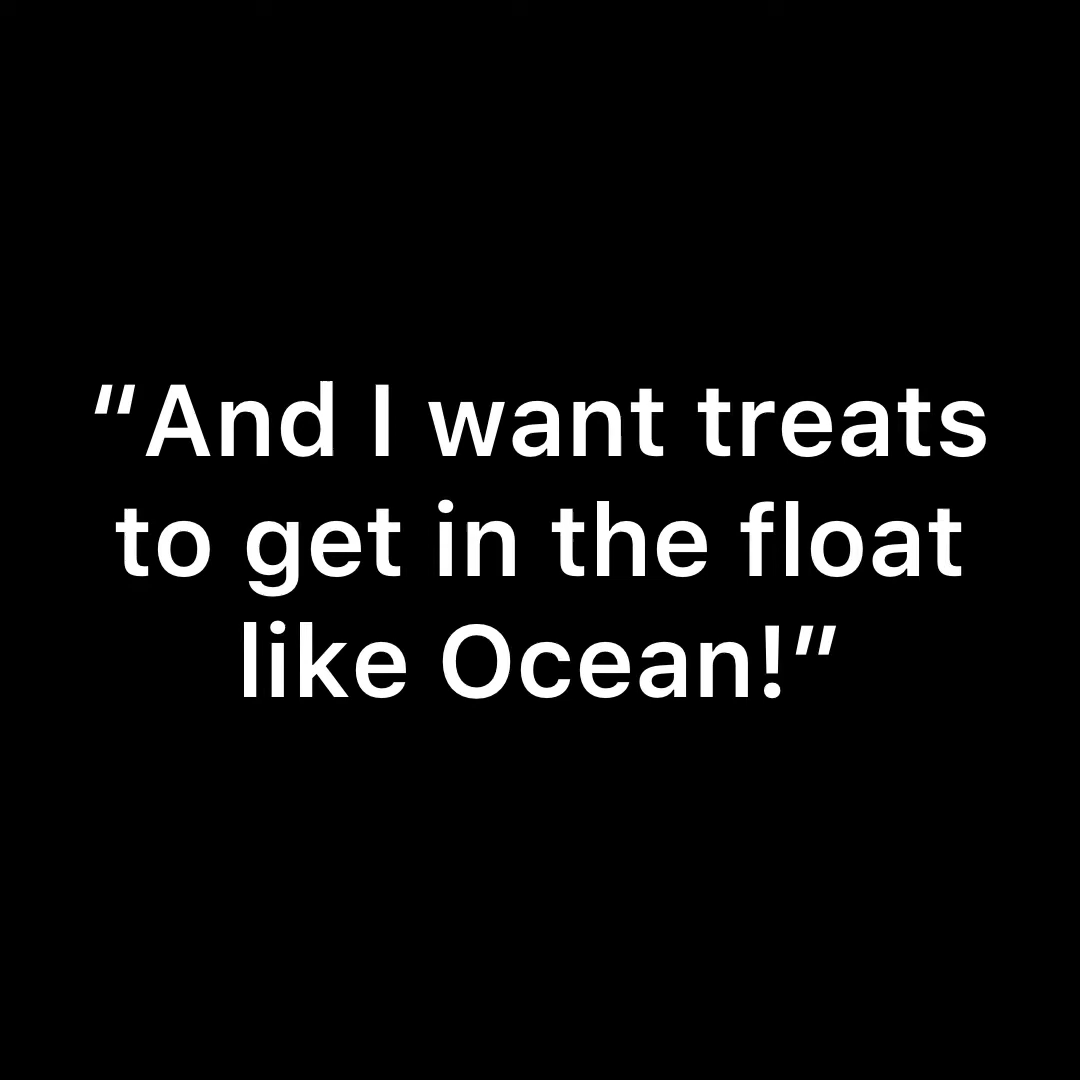 “And I want treats
to get in the float
like Ocean!”